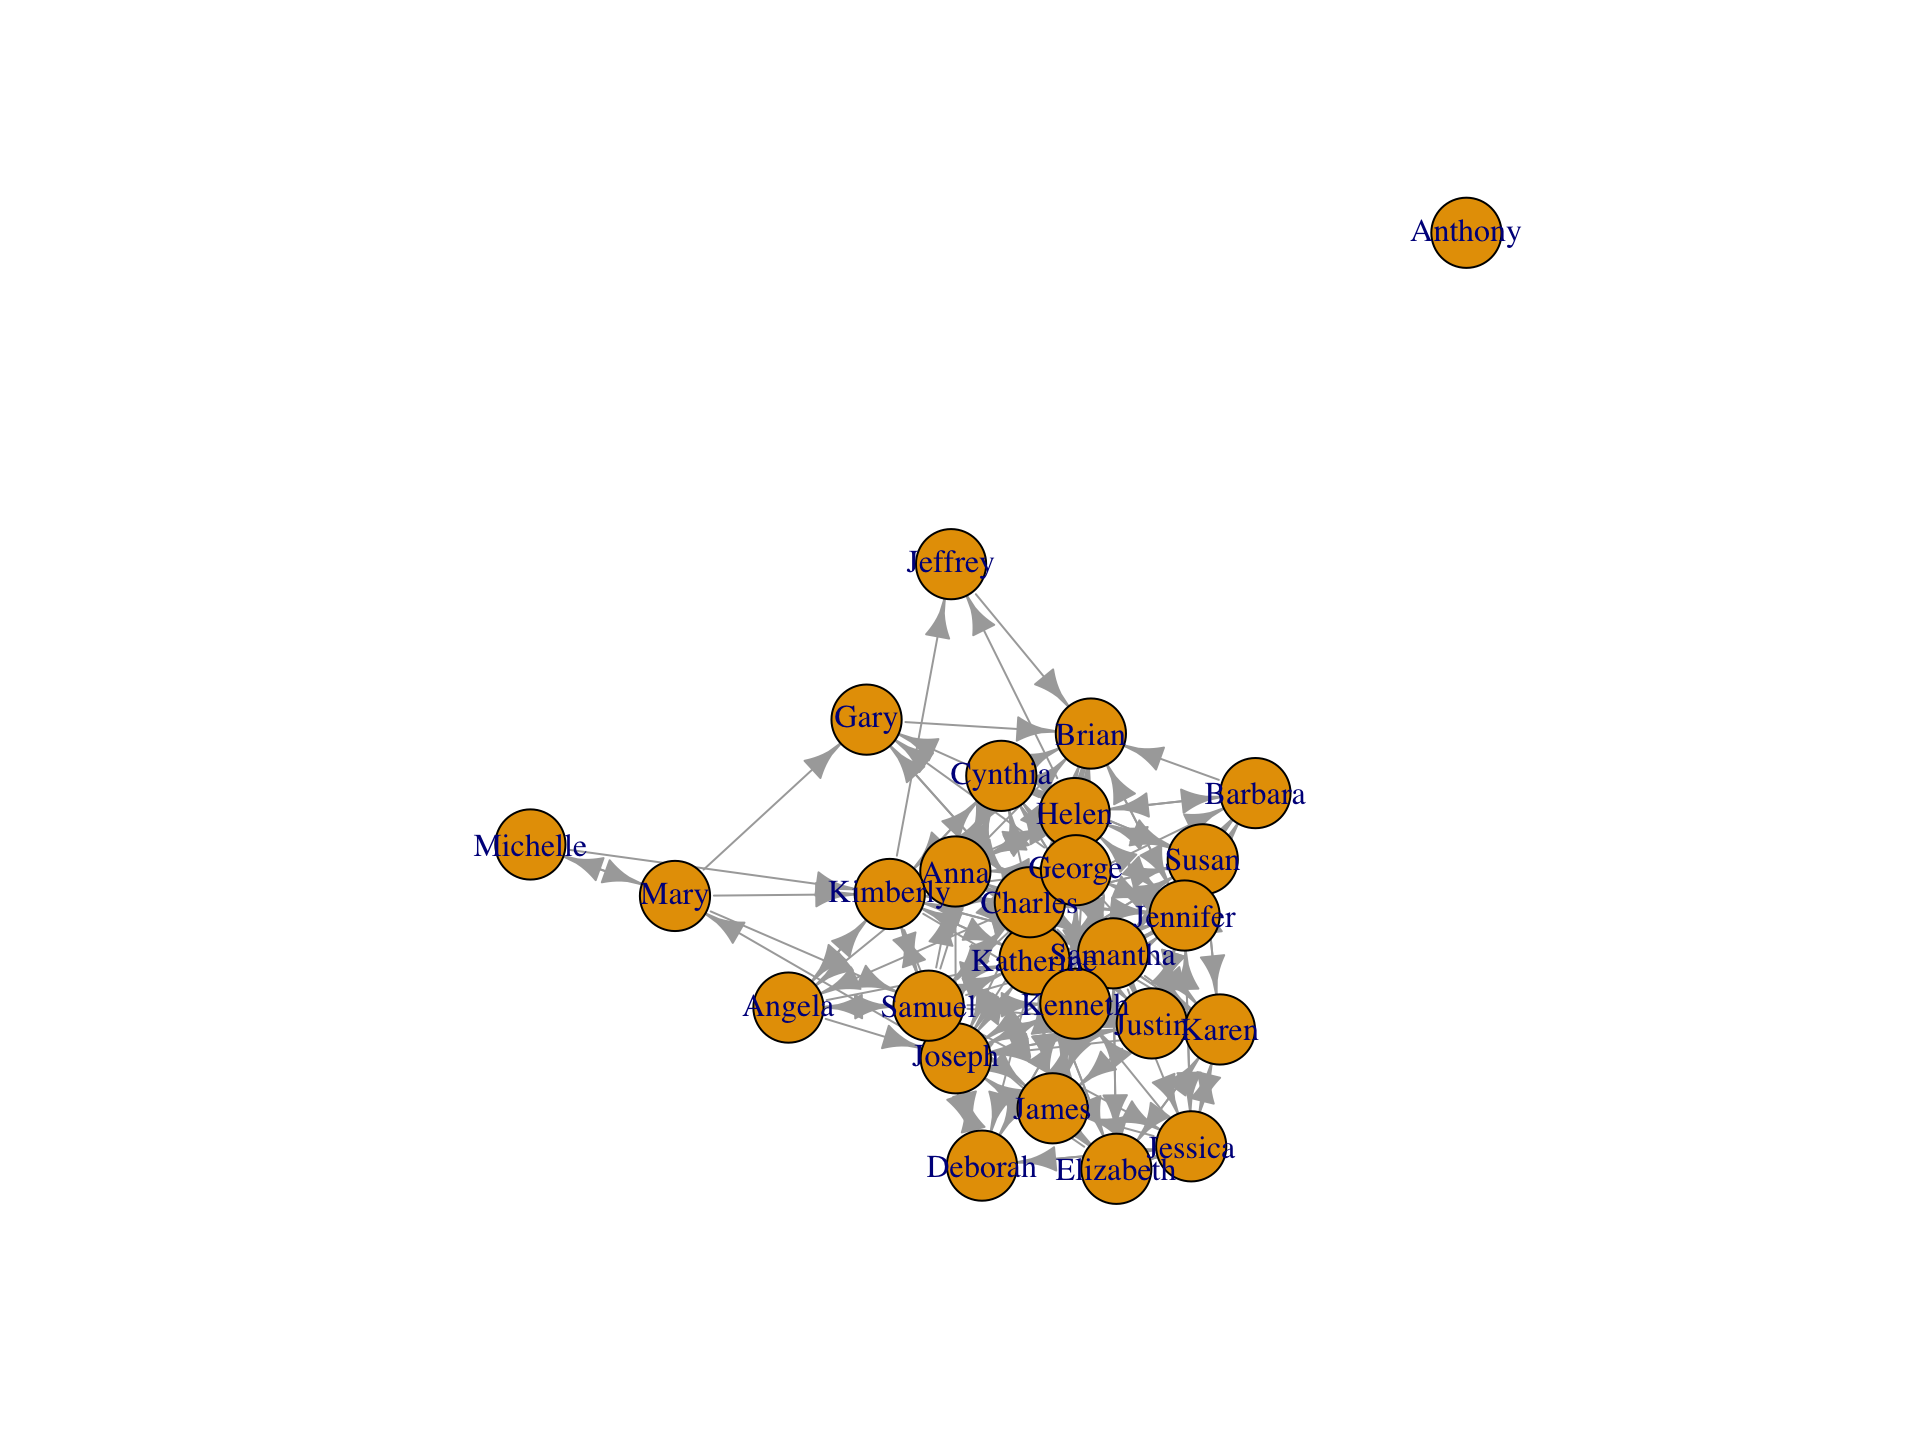 Anthony
Jeffrey
Gary
Brian
Cynthia
Barbara
Helen
Michelle
Susan
George
Anna
Mary
Kimberly
Charles
Jennifer
Samantha
Katherine
Angela
Samuel
Kenneth
Justin
Karen
Joseph
James
Jessica
Deborah
Elizabeth